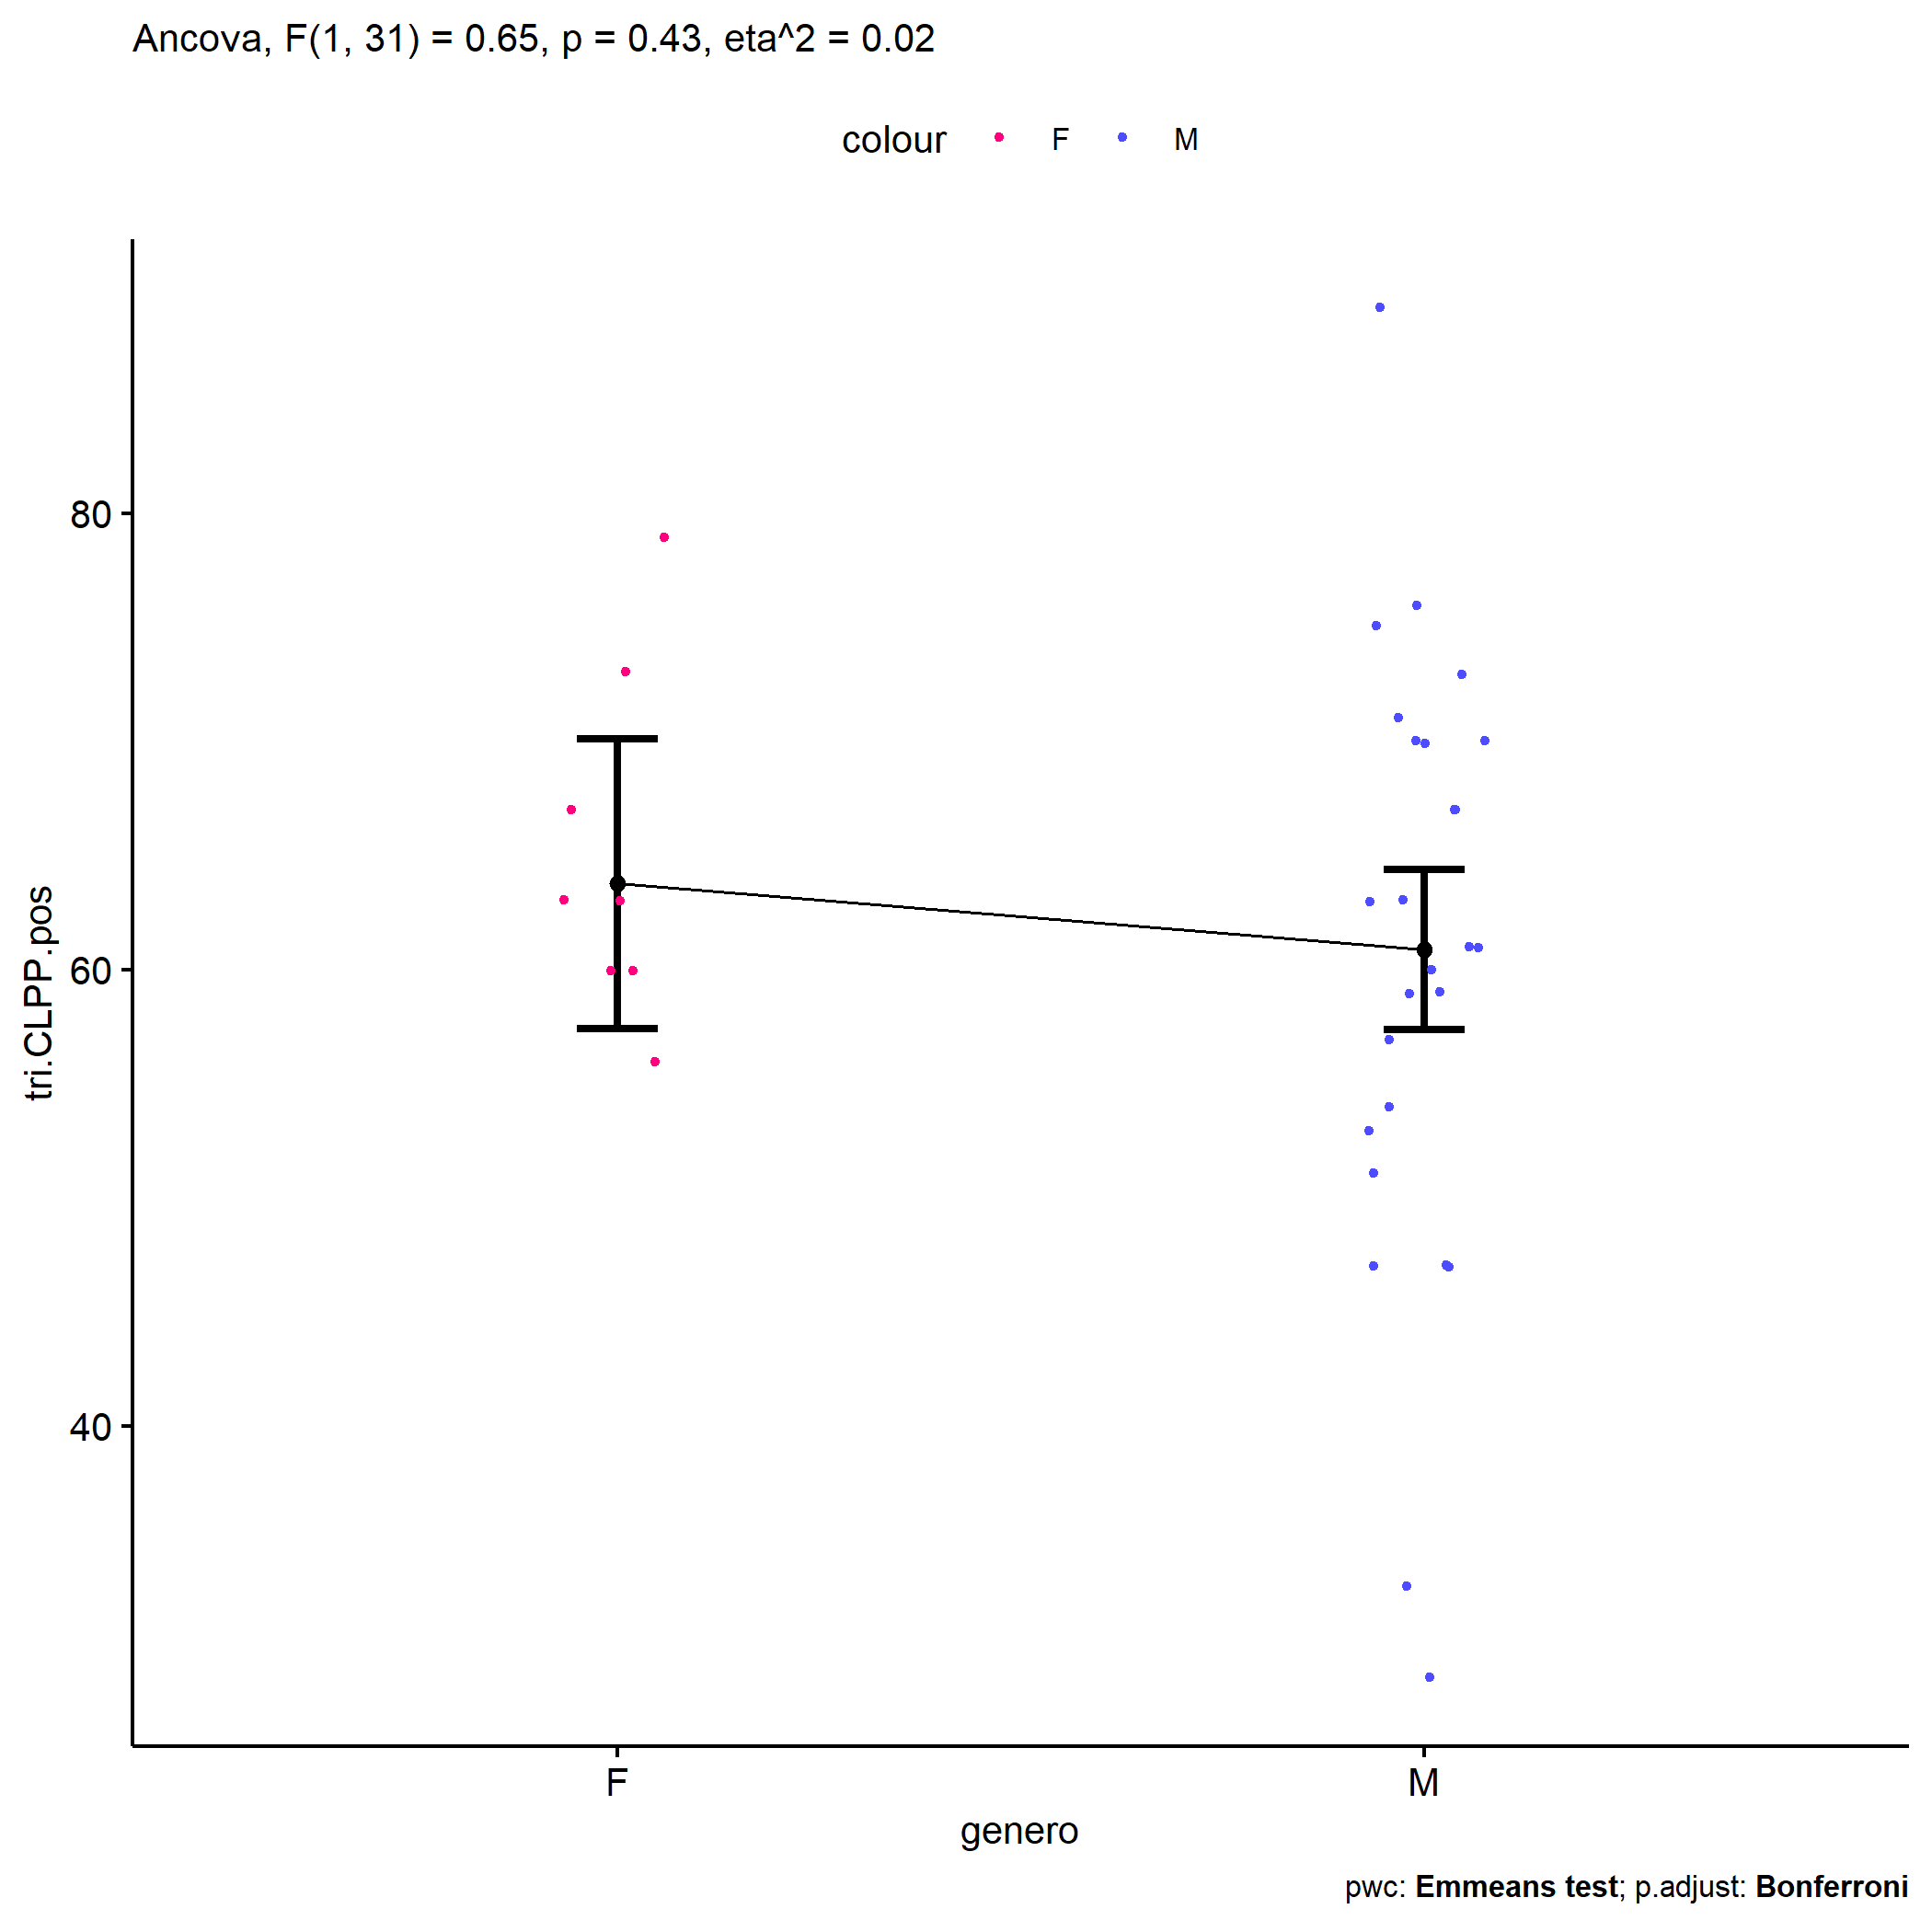 Ancova, F(1, 31) = 0.65, p = 0.43, eta^2 = 0.02
colour F M
80
60
40
tri.CLPP.pos
F M
genero
pwc: Emmeans test; p.adjust: Bonferroni